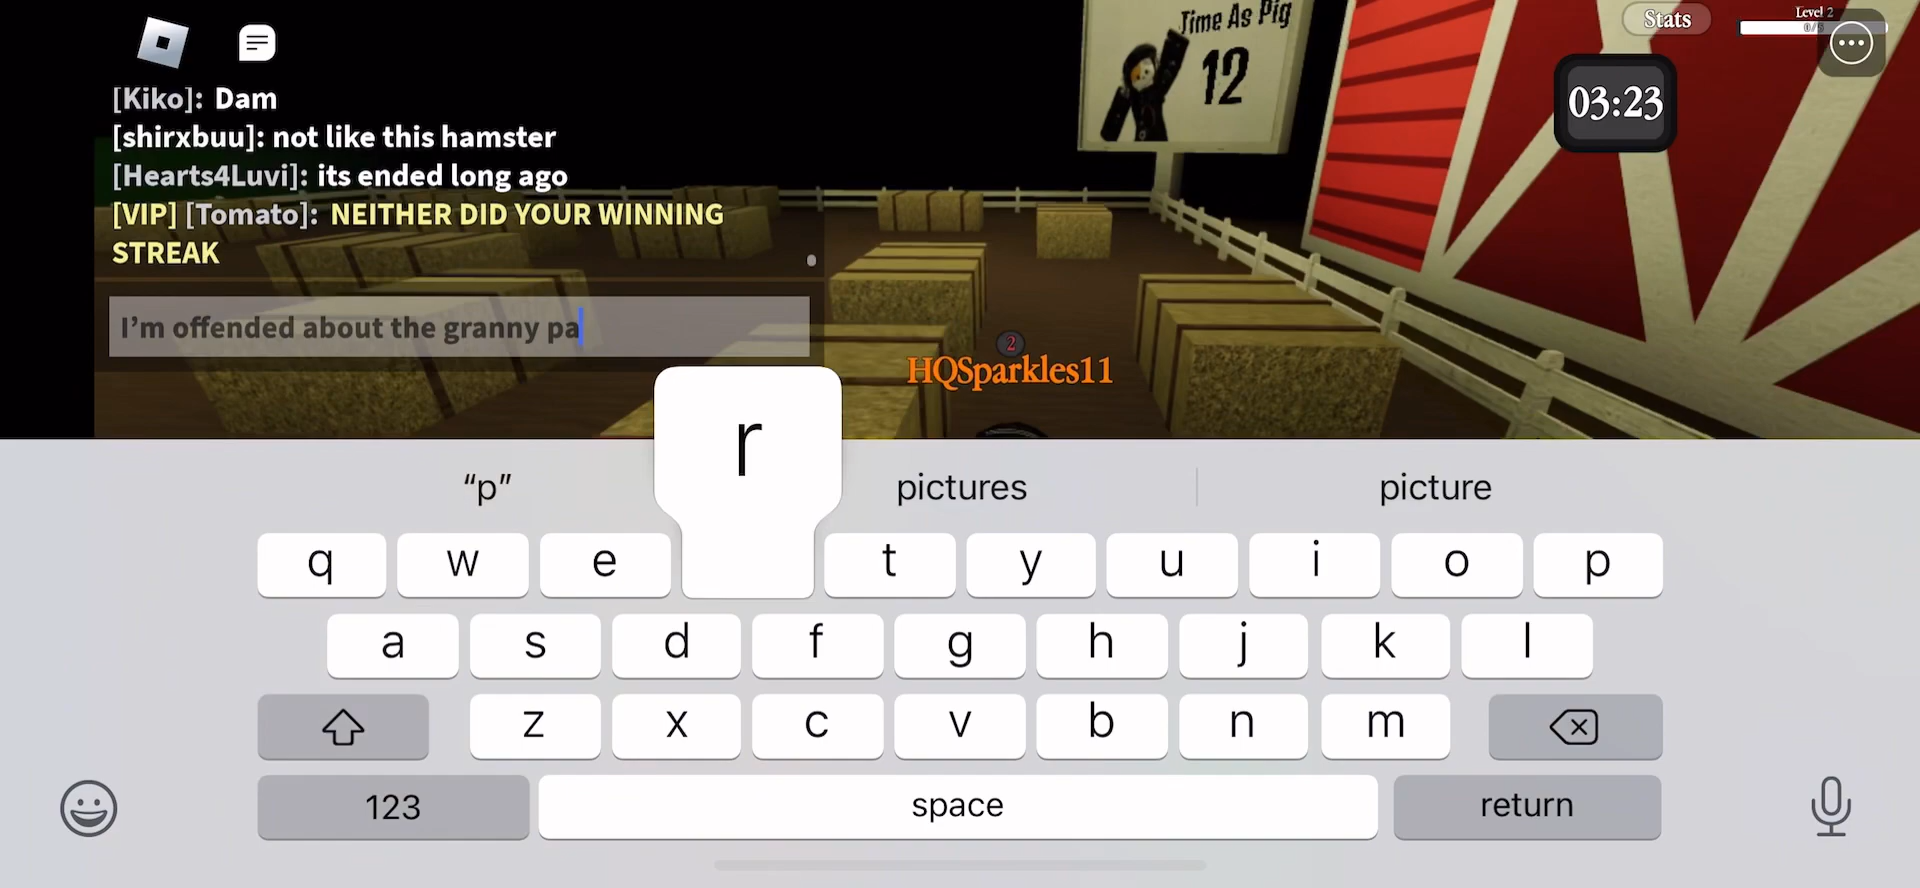 Time As Pig
12
Stats
Level 2
03:23
[Kiko]: Dam
[shirxbuu]: not like this hamster
[Hearts4Luvi]: its ended long ago
[VIP] [Tomato]: NEITHER DID YOUR WINNING
STREAK
I’m offended about the granny pa
2
HQSparkles11
r
“p” pictures picture
q w e t y u i o p
a s d f g h j k l
z x c v b n m
123 space return